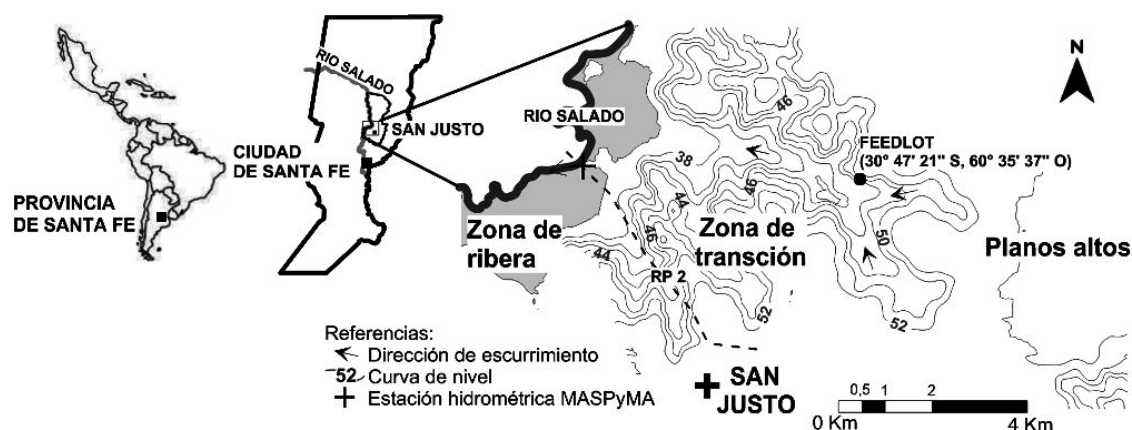 PROVINCIA
DE SANTA FE
RIO SALADO
SAN JUSTO
CIUDAD
DE SANTA FE
RIO SALADO
N
FEEDLOT
(30° 47' 21" S, 60° 35' 37" O)
46
38
46
44
46
44
50
52
52
Zona de
ribera
Zona de
transción
Planos altos
RP 2
Referencias:
Dirección de escurrimiento
52 Curva de nivel
Estación hidrométrica MASPyMA
SAN
JUSTO
0,5 1 2
0 Km 4 Km